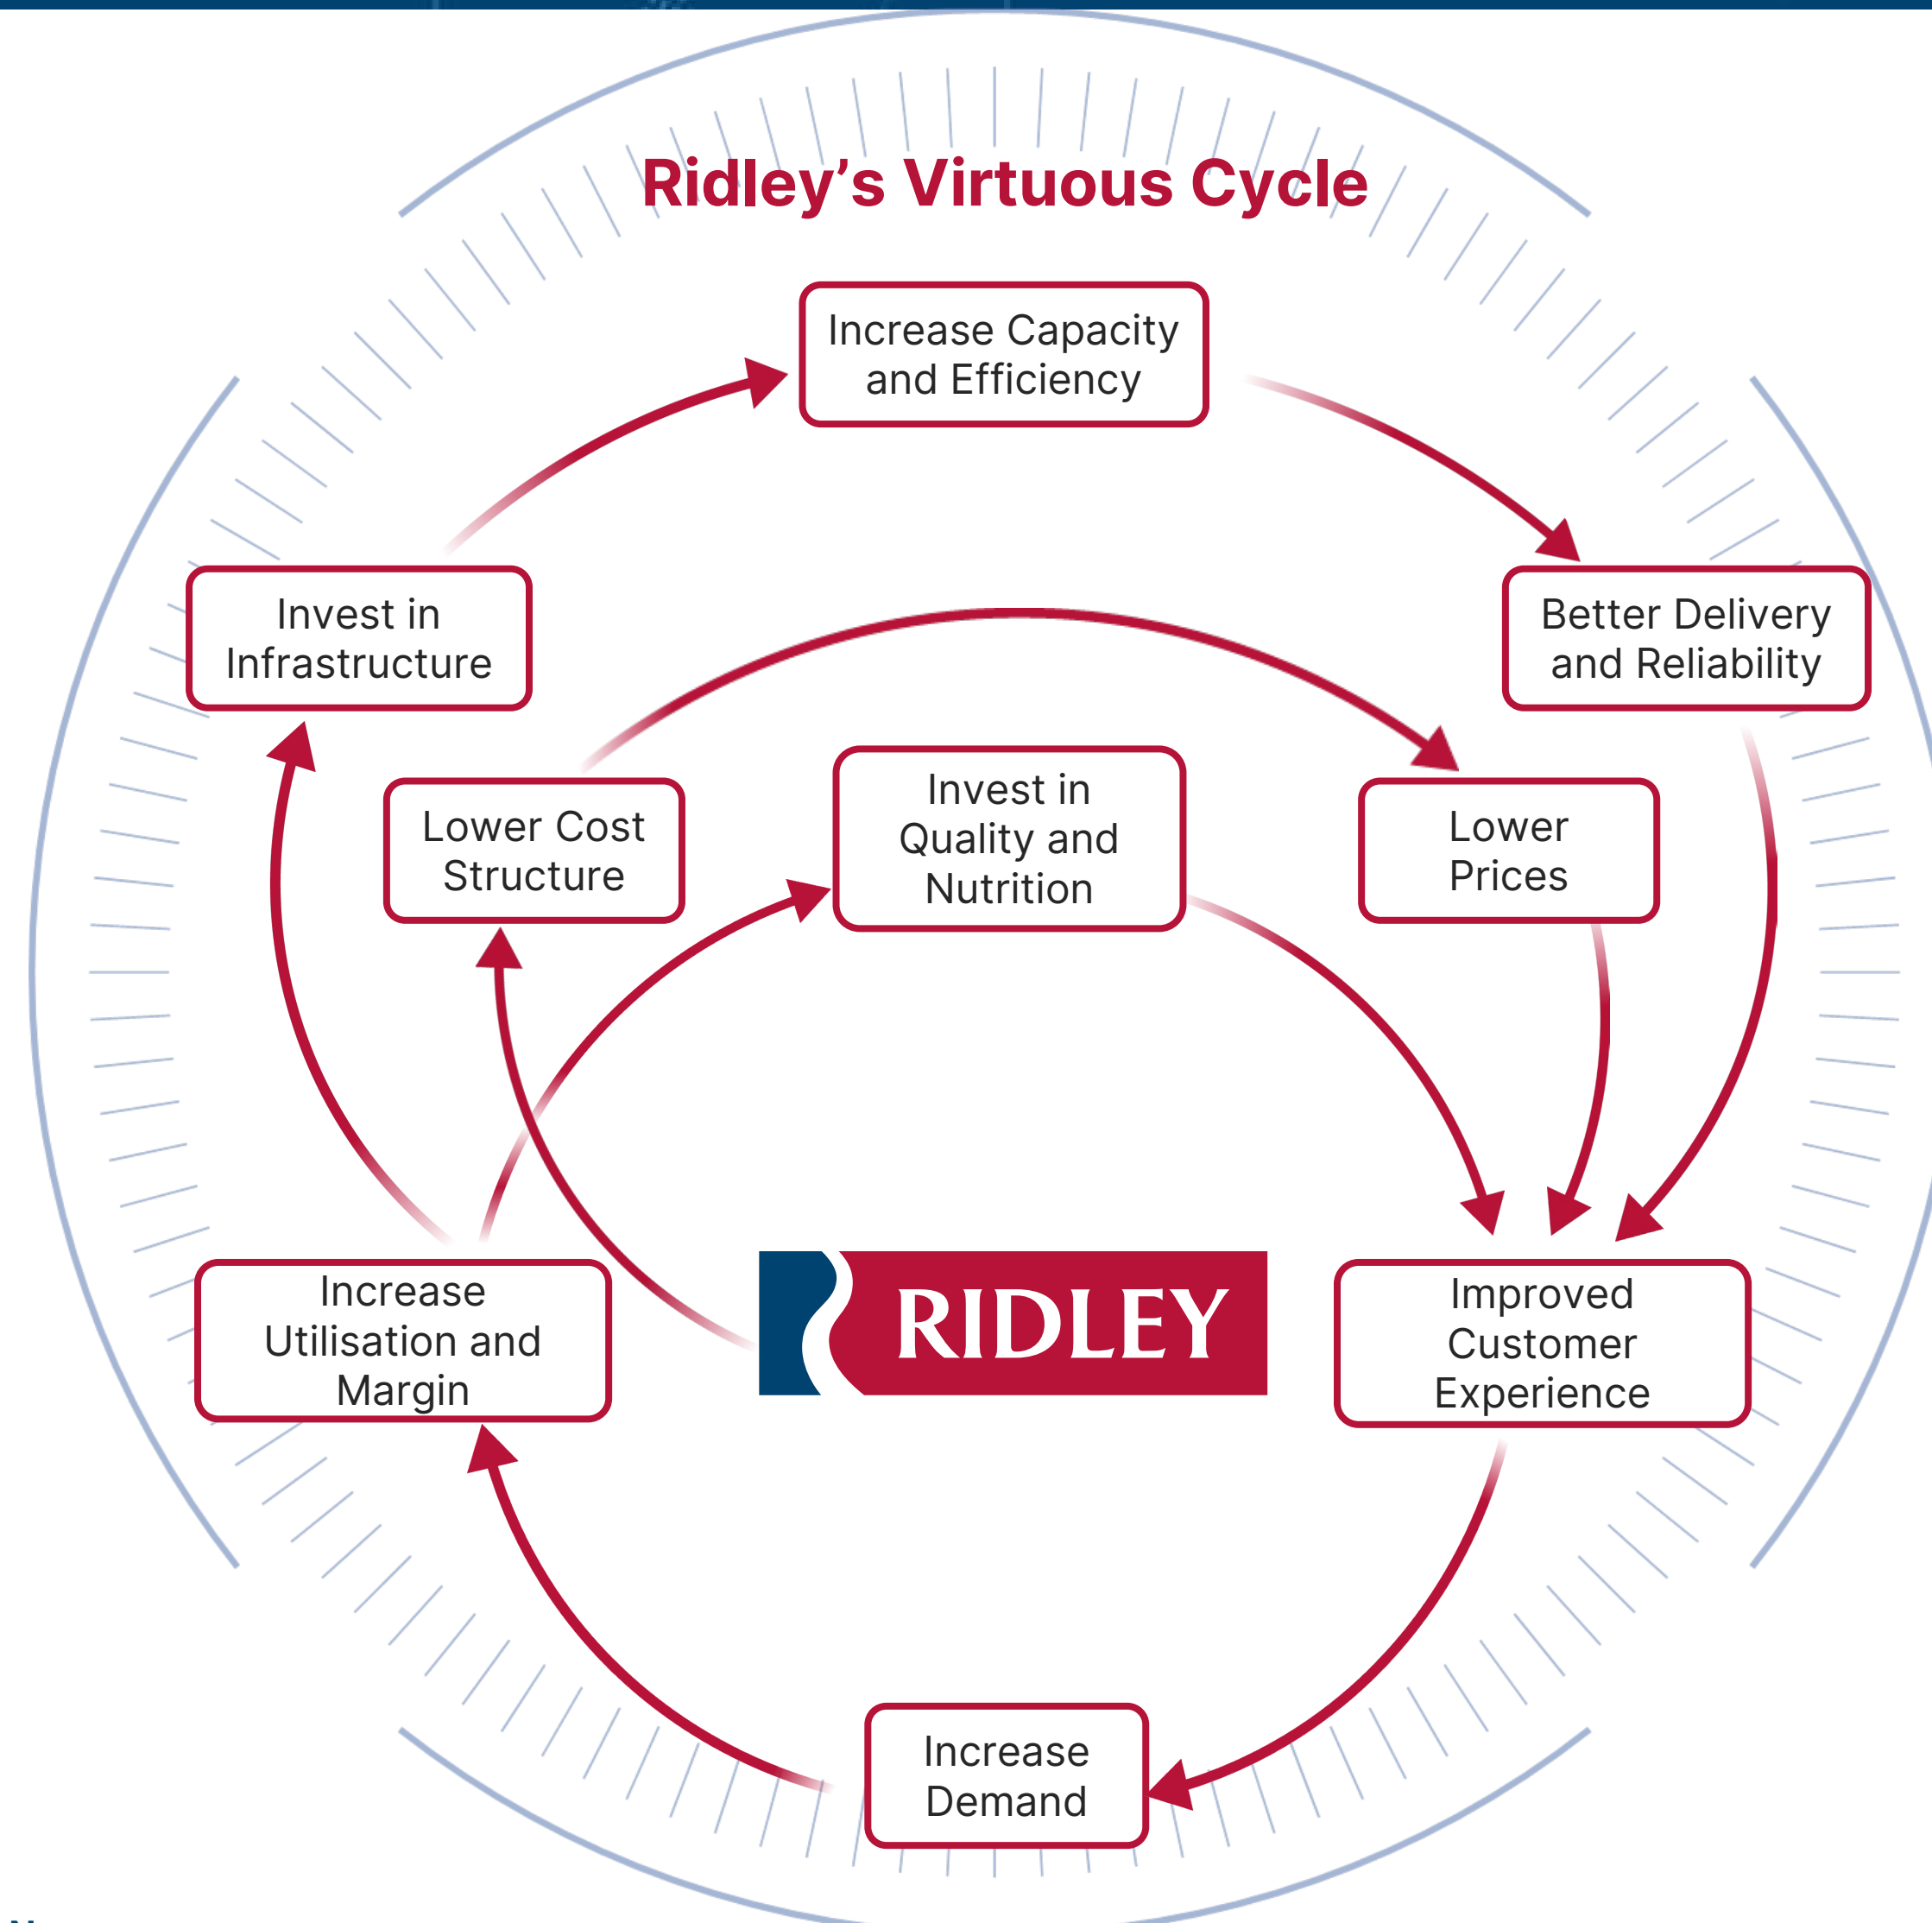 Ridley’s Virtuous Cycle
Increase Capacity
and Efficiency
Invest in
Infrastructure
Better Delivery
and Reliability
Lower Cost
Structure
Invest in
Quality and
Nutrition
Lower
Prices
Increase
Utilisation and
Margin
RIDLEY
Improved
Customer
Experience
Increase
Demand